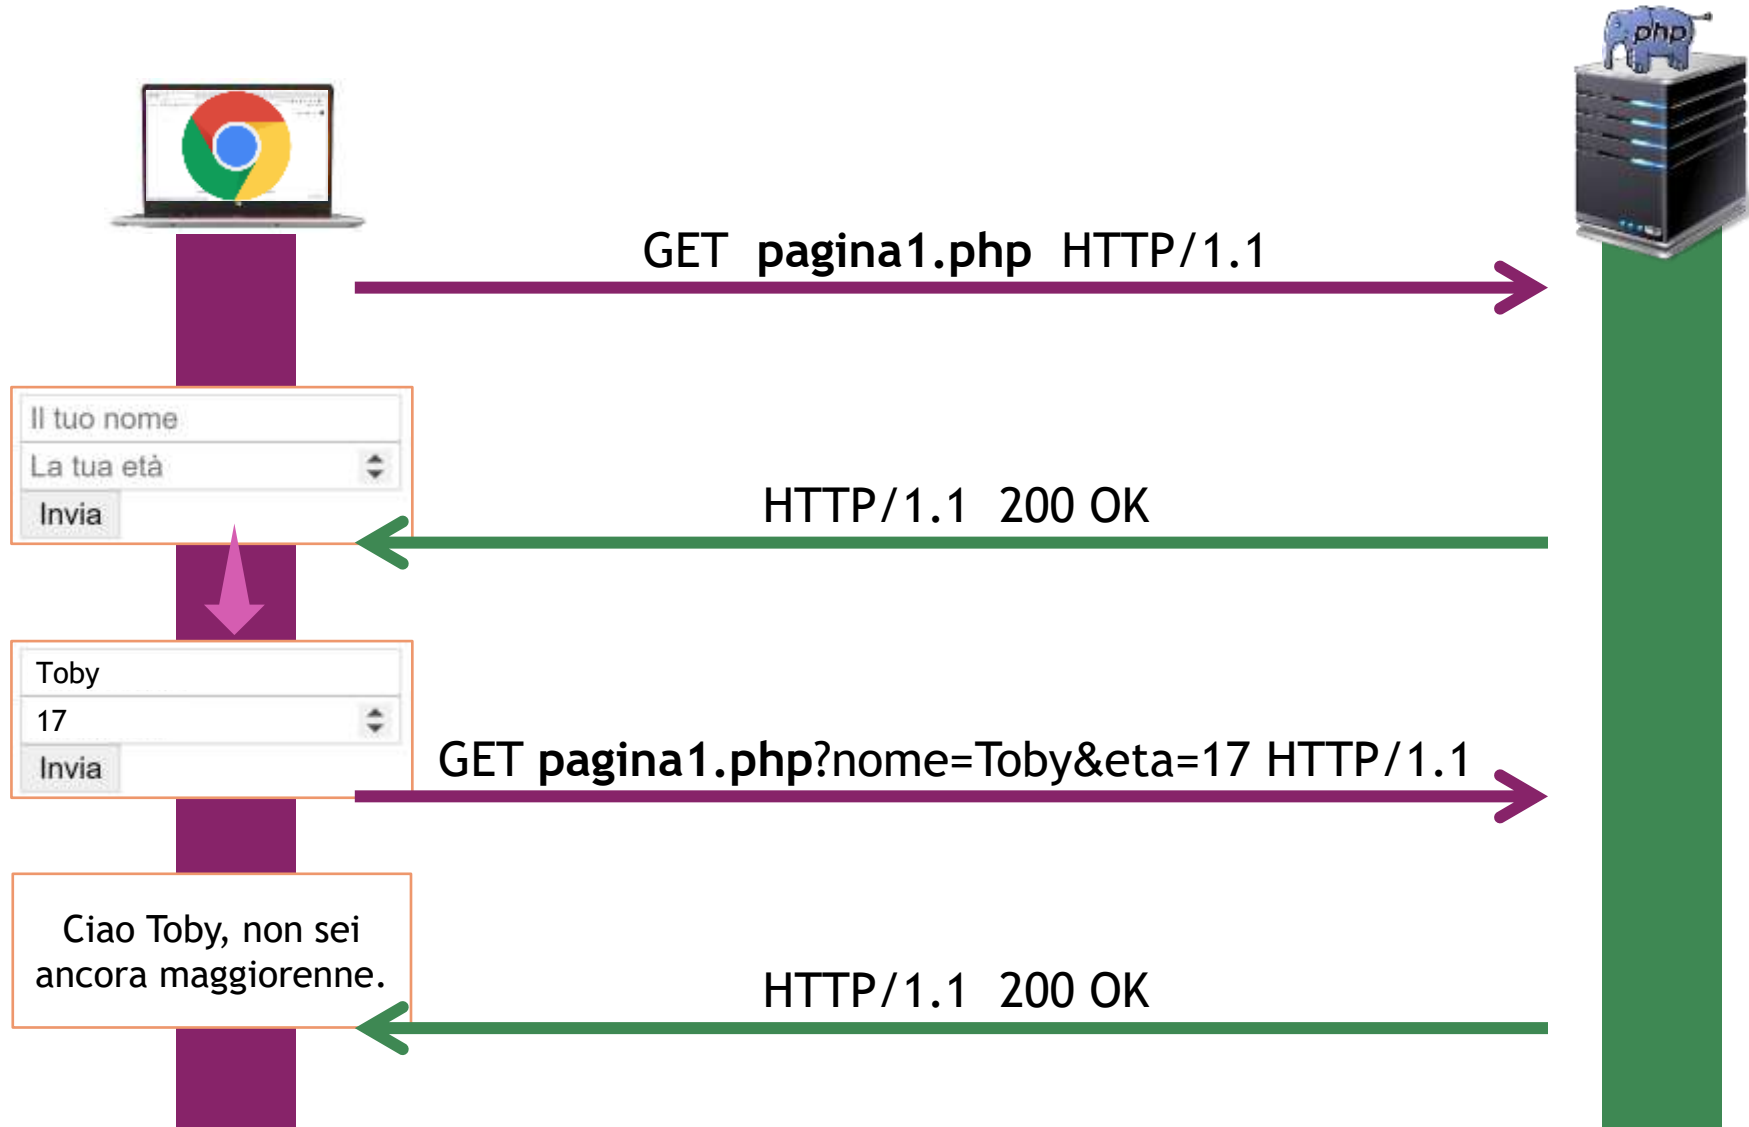 php
GET pagina1.php HTTP/1.1
Il tuo nome
La tua età
Invia
HTTP/1.1 200 OK
Toby
17
Invia
GET pagina1.php?nome=Toby&eta=17 HTTP/1.1
Ciao Toby, non sei
ancora maggiorenne.
HTTP/1.1 200 OK